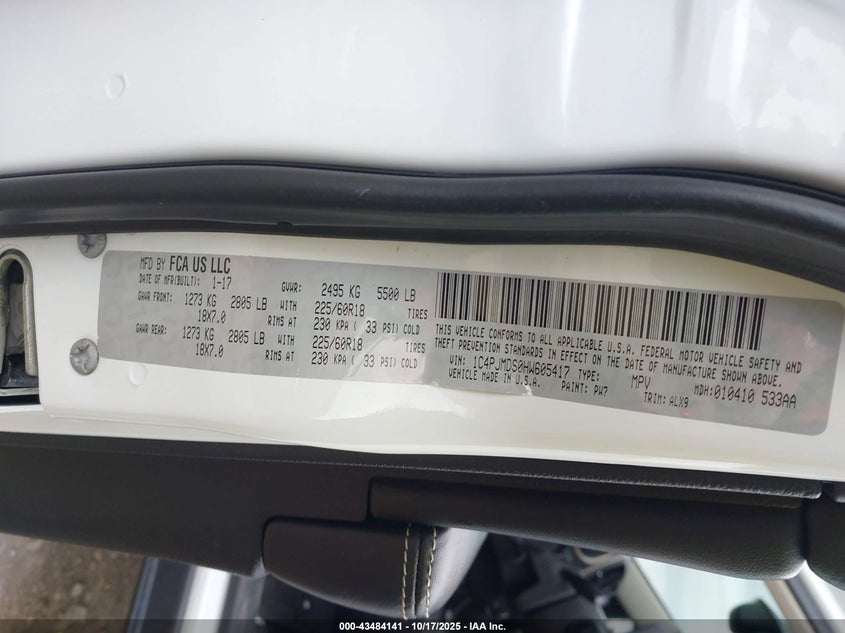 MFD BY FCA US LLC
DATE OF MFR(BUILT): 1-17 GVWR: 2495 KG 5500 LB
GAWR FRONT: 1273 KG 2805 LB WITH 225/60R18 TIRES
18X7.0 RIMS AT 230 KPA ( 33 PSI) COLD
GAWR REAR: 1273 KG 2805 LB WITH 225/60R18 TIRES
18X7.0 RIMS AT 230 KPA ( 33 PSI) COLD
THIS VEHICLE CONFORMS TO ALL APPLICABLE U.S.A. FEDERAL MOTOR VEHICLE SAFETY AND
THEFT PREVENTION STANDARDS IN EFFECT ON THE DATE OF MANUFACTURE SHOWN ABOVE.
VIN: 1C4PJMDS0HW605417 TYPE: MPV MDH: 010410 533AA
VEHICLE MADE IN U.S.A. PAINT: PW7 TRIM: ALX9
000-43484141 - 10/17/2025 - IAA Inc.